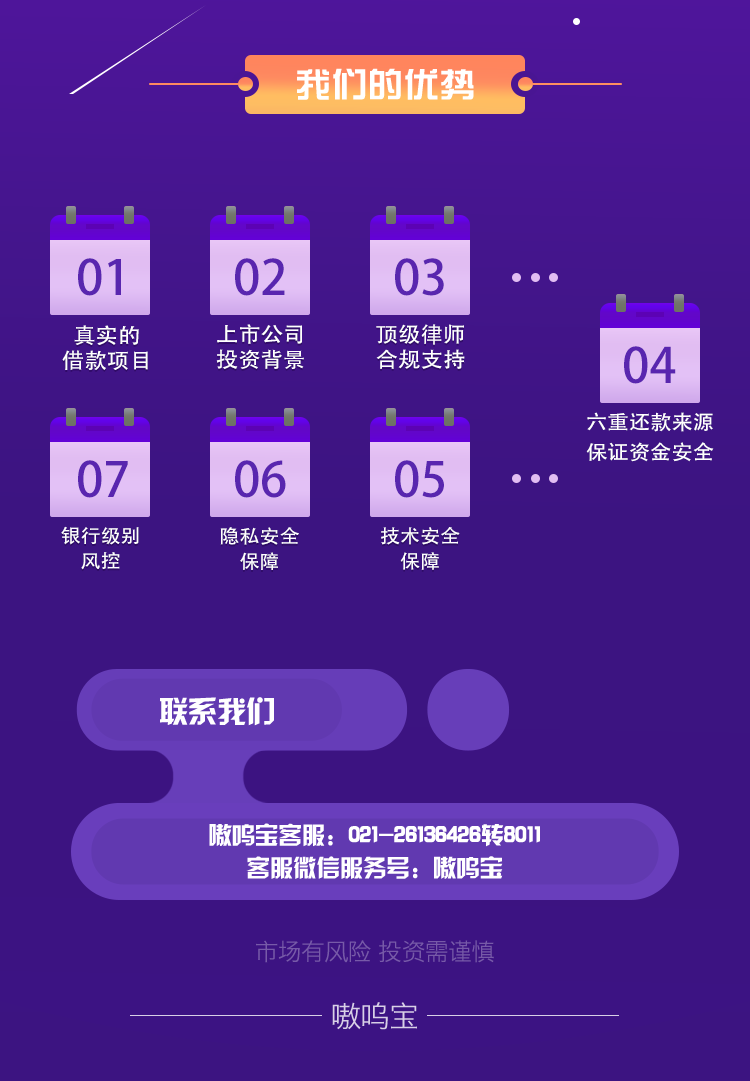 我们的优势
01
真实的
借款项目
02
上市公司
投资背景
03
顶级律师
合规支持
04
六重还款来源
保证资金安全
05
技术安全
保障
06
隐私安全
保障
07
银行级别
风控
联系我们
嗷呜宝客服：021-26136426转8011
客服微信服务号：嗷呜宝
市场有风险 投资需谨慎
嗷呜宝